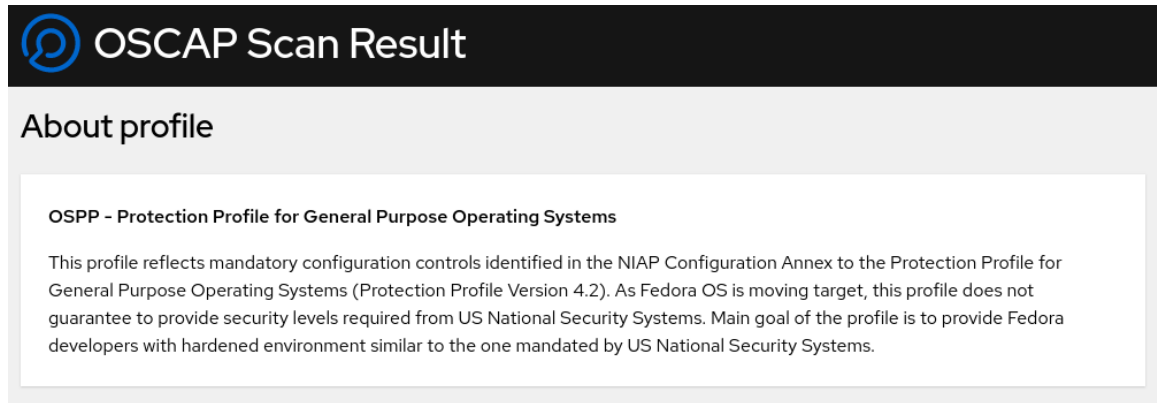 OSCAP Scan Result
About profile
OSPP - Protection Profile for General Purpose Operating Systems
This profile reflects mandatory configuration controls identified in the NIAP Configuration Annex to the Protection Profile for
General Purpose Operating Systems (Protection Profile Version 4.2). As Fedora OS is moving target, this profile does not
guarantee to provide security levels required from US National Security Systems. Main goal of the profile is to provide Fedora
developers with hardened environment similar to the one mandated by US National Security Systems.